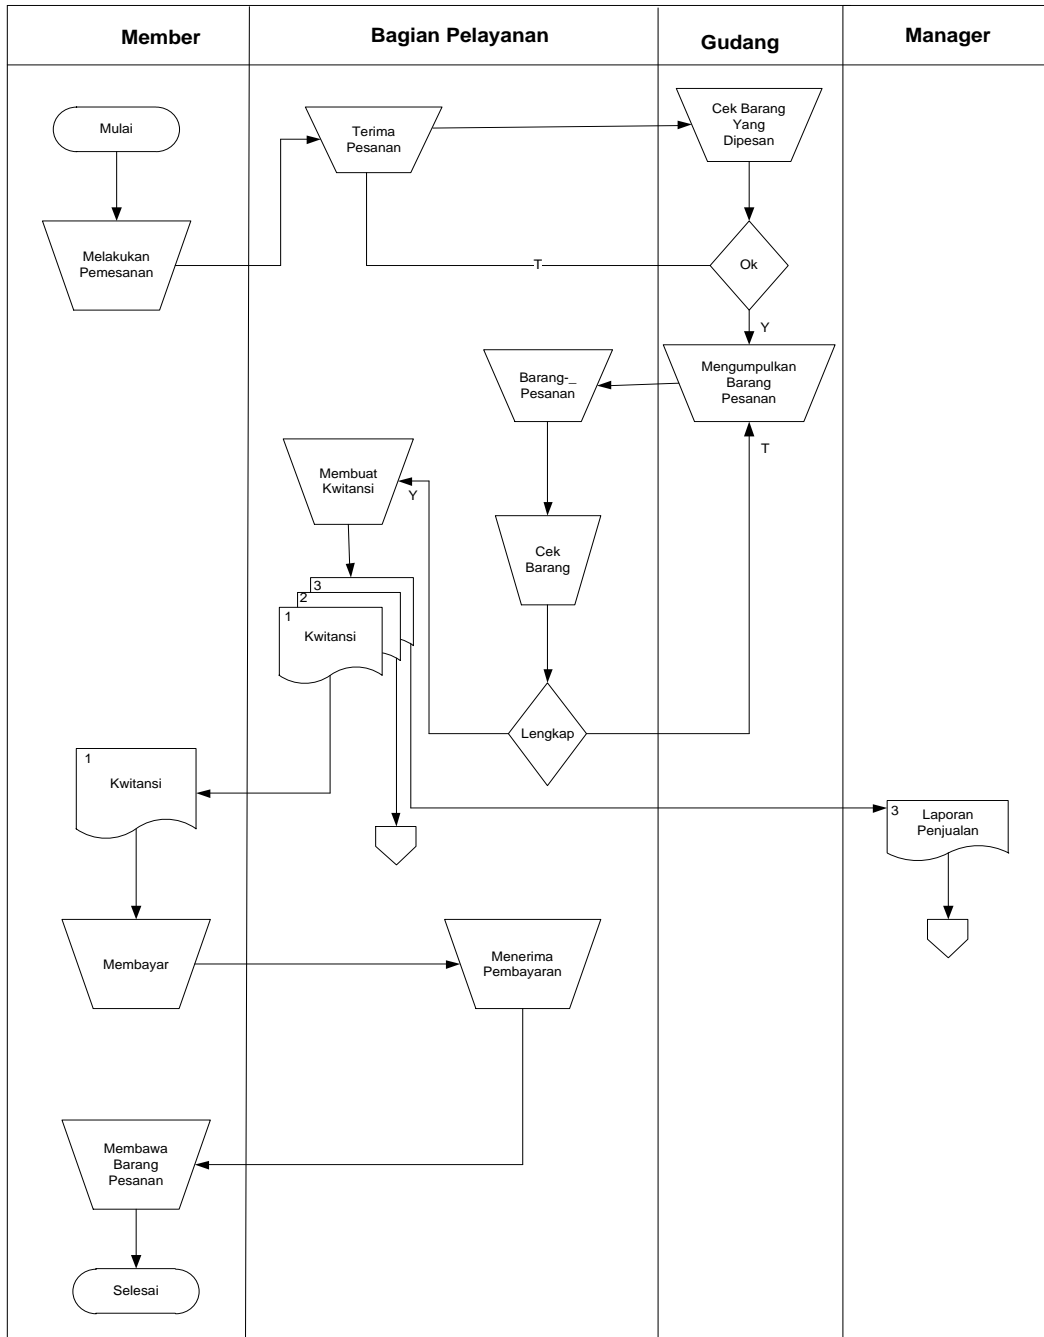 Member
Bagian Pelayanan
Gudang
Manager
Mulai
Terima
Pesanan
Cek Barang
Yang
Dipesan
Melakukan
Pemesanan
T
Ok
Y
Barang-_
Pesanan
Mengumpulkan
Barang
Pesanan
T
Membuat
Kwitansi
Y
Cek
Barang
3
2
1
Kwitansi
Lengkap
1
Kwitansi
3
Laporan
Penjualan
Membayar
Menerima
Pembayaran
Membawa
Barang
Pesanan
Selesai